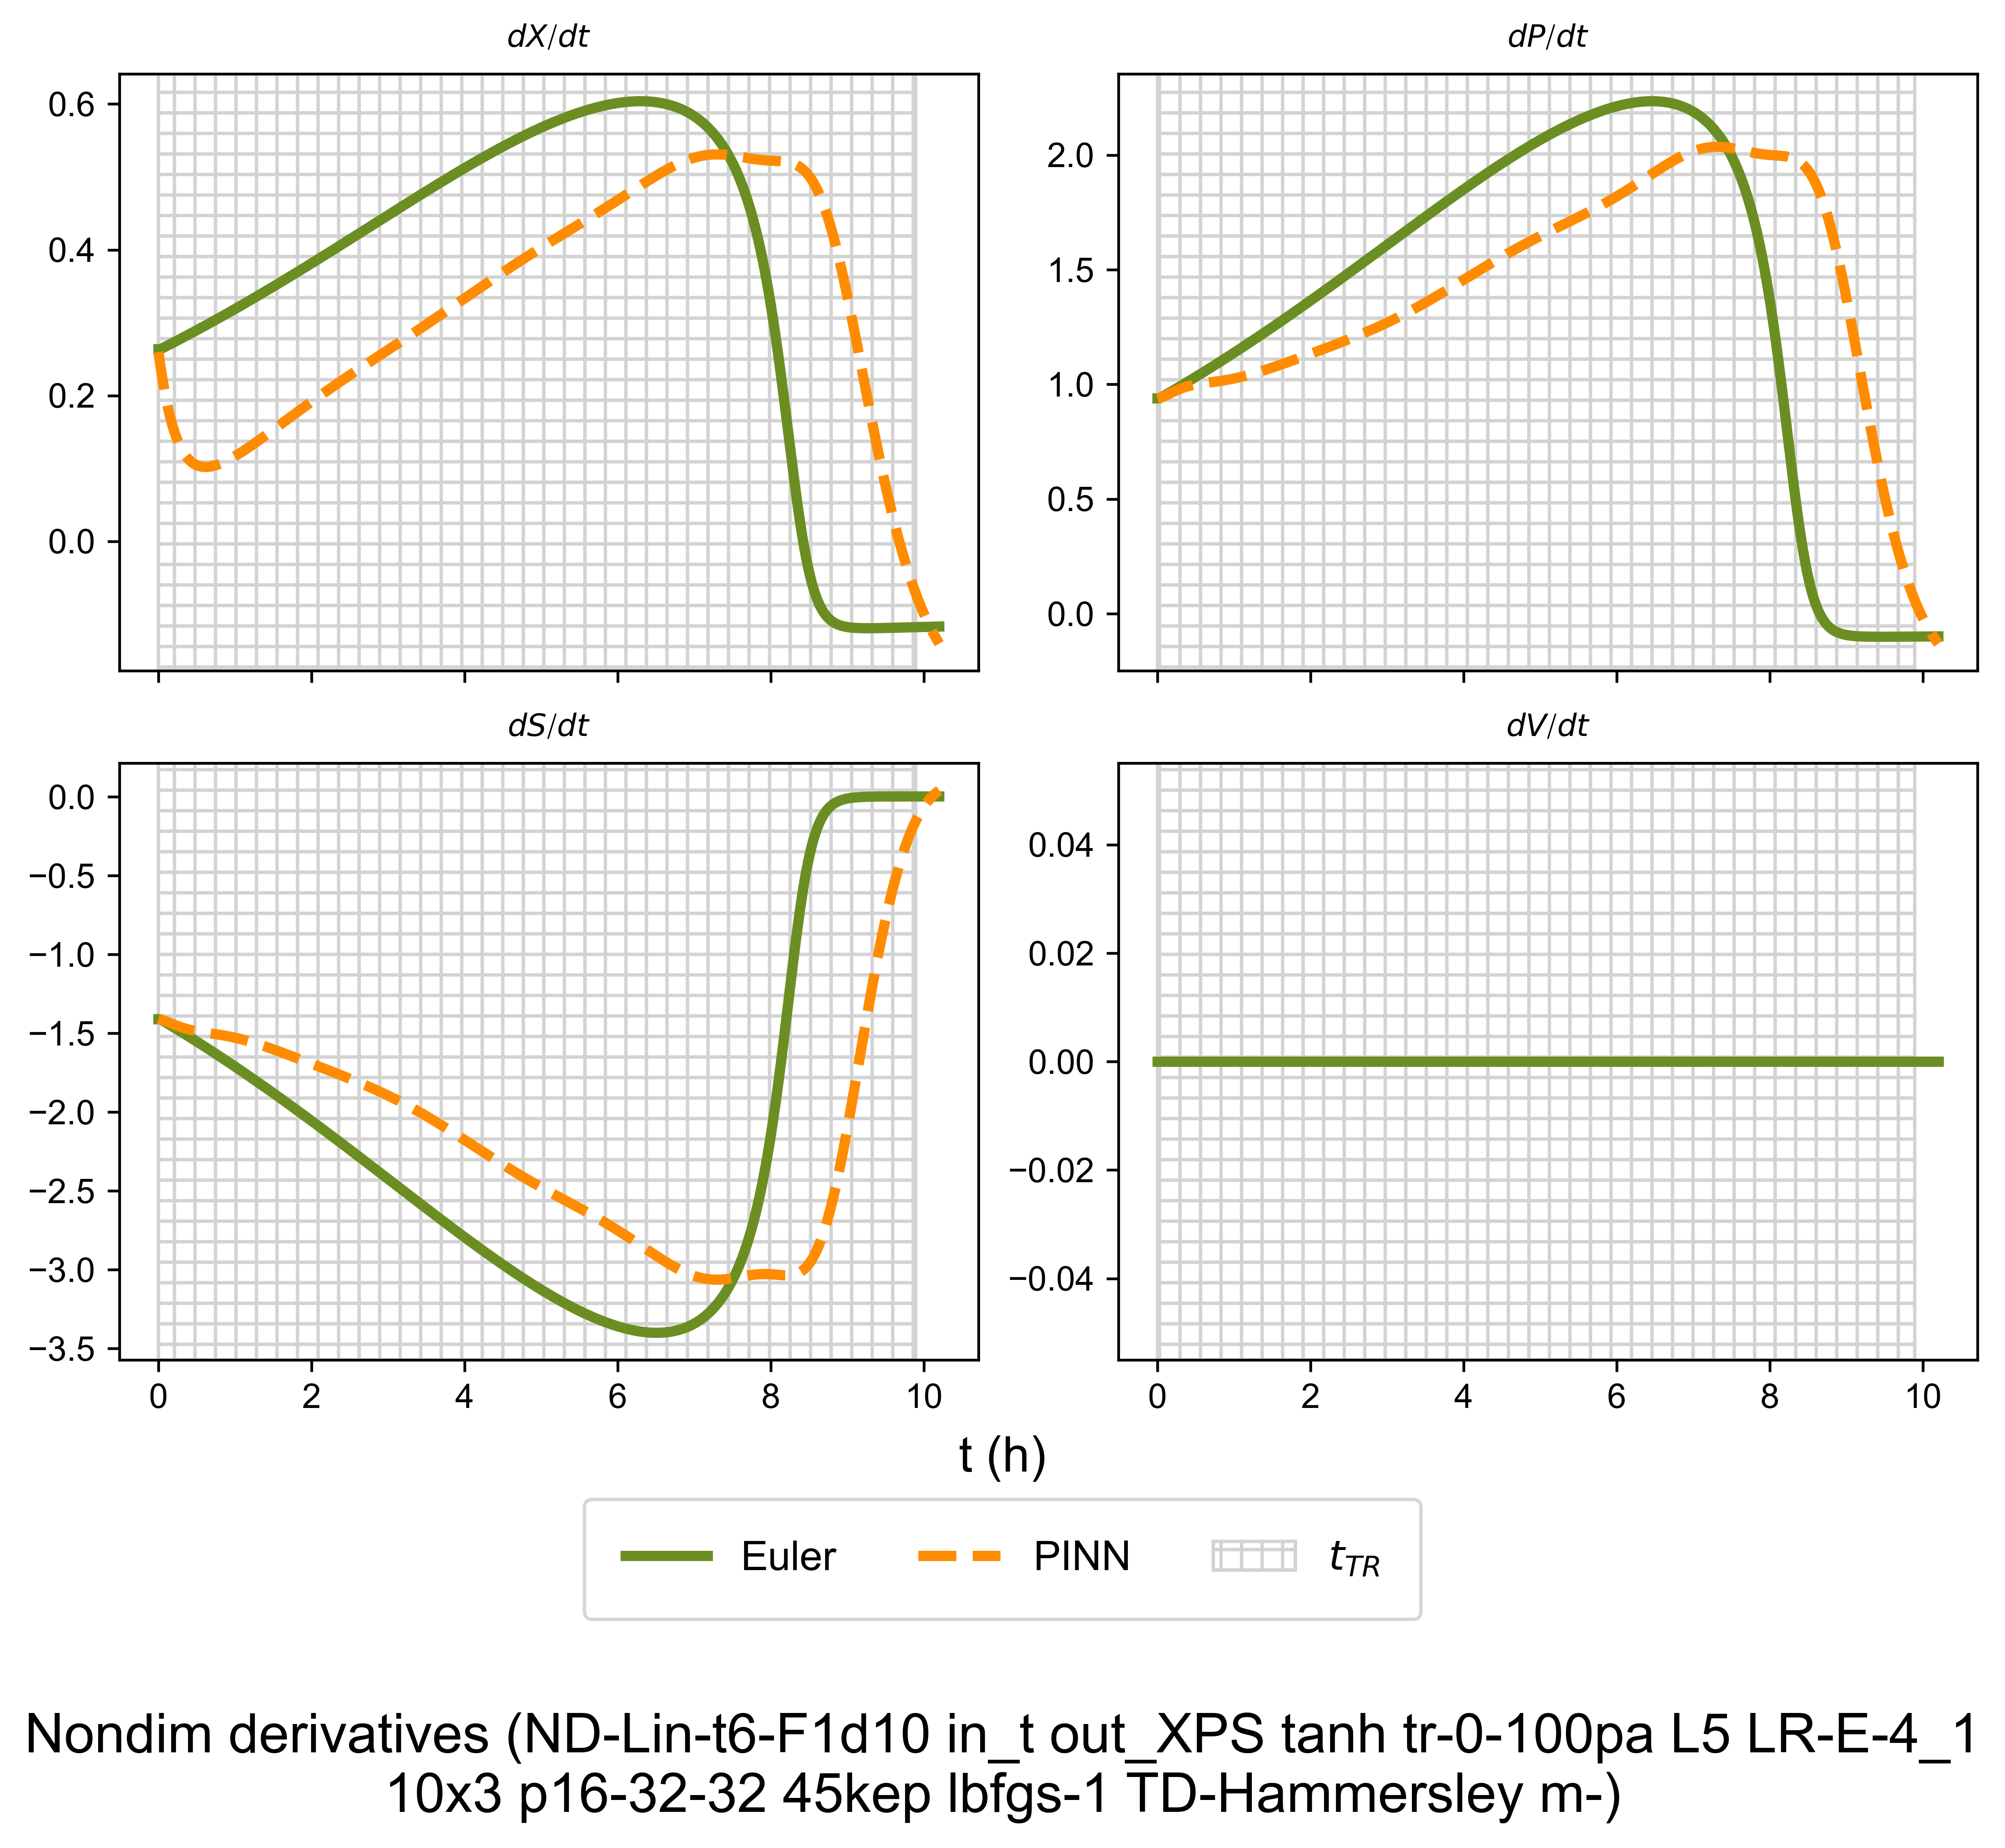 dX/dt
dP/dt
0.6
0.4
0.2
0.0
2.0
1.5
1.0
0.5
0.0
dS/dt
dV/dt
0.0
−0.5
−1.0
−1.5
−2.0
−2.5
−3.0
−3.5
0.04
0.02
0.00
−0.02
−0.04
0 2 4 6 8 10
0 2 4 6 8 10
t (h)
Euler PINN t_TR
Nondim derivatives (ND-Lin-t6-F1d10 in_t out_XPS tanh tr-0-100pa L5 LR-E-4_1
10x3 p16-32-32 45kep lbfgs-1 TD-Hammersley m-)